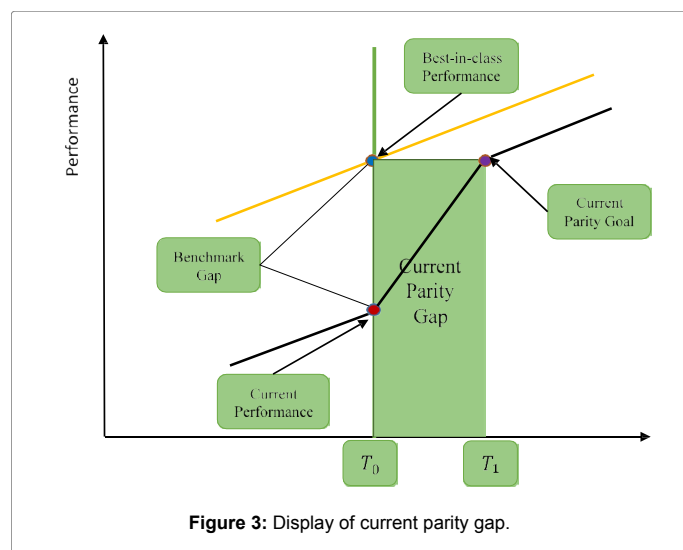 Best-in-class
Performance
Performance
Current
Parity Goal
Benchmark
Gap
Current
Parity
Gap
Current
Performance
T₀
T₁
Figure 3: Display of current parity gap.